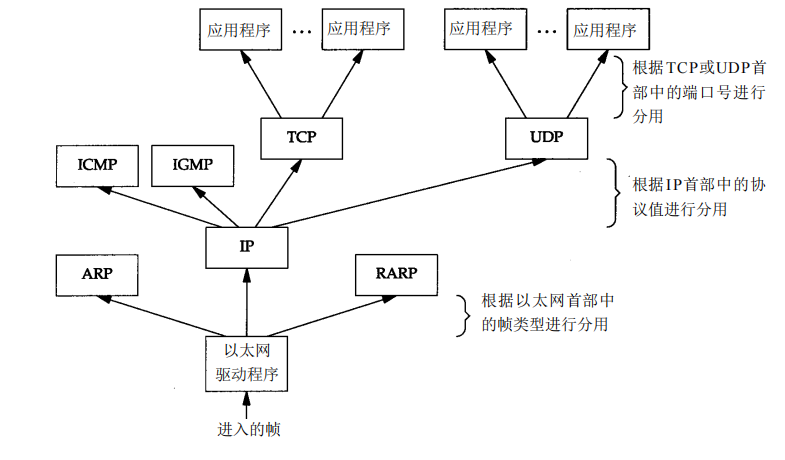 应用程序 … 应用程序 应用程序 … 应用程序
根据TCP或UDP首
部中的端口号进行
分用
TCP UDP
ICMP IGMP
根据IP首部中的协
议值进行分用
IP
ARP RARP
根据以太网首部中
的帧类型进行分用
以太网
驱动程序
进入的帧